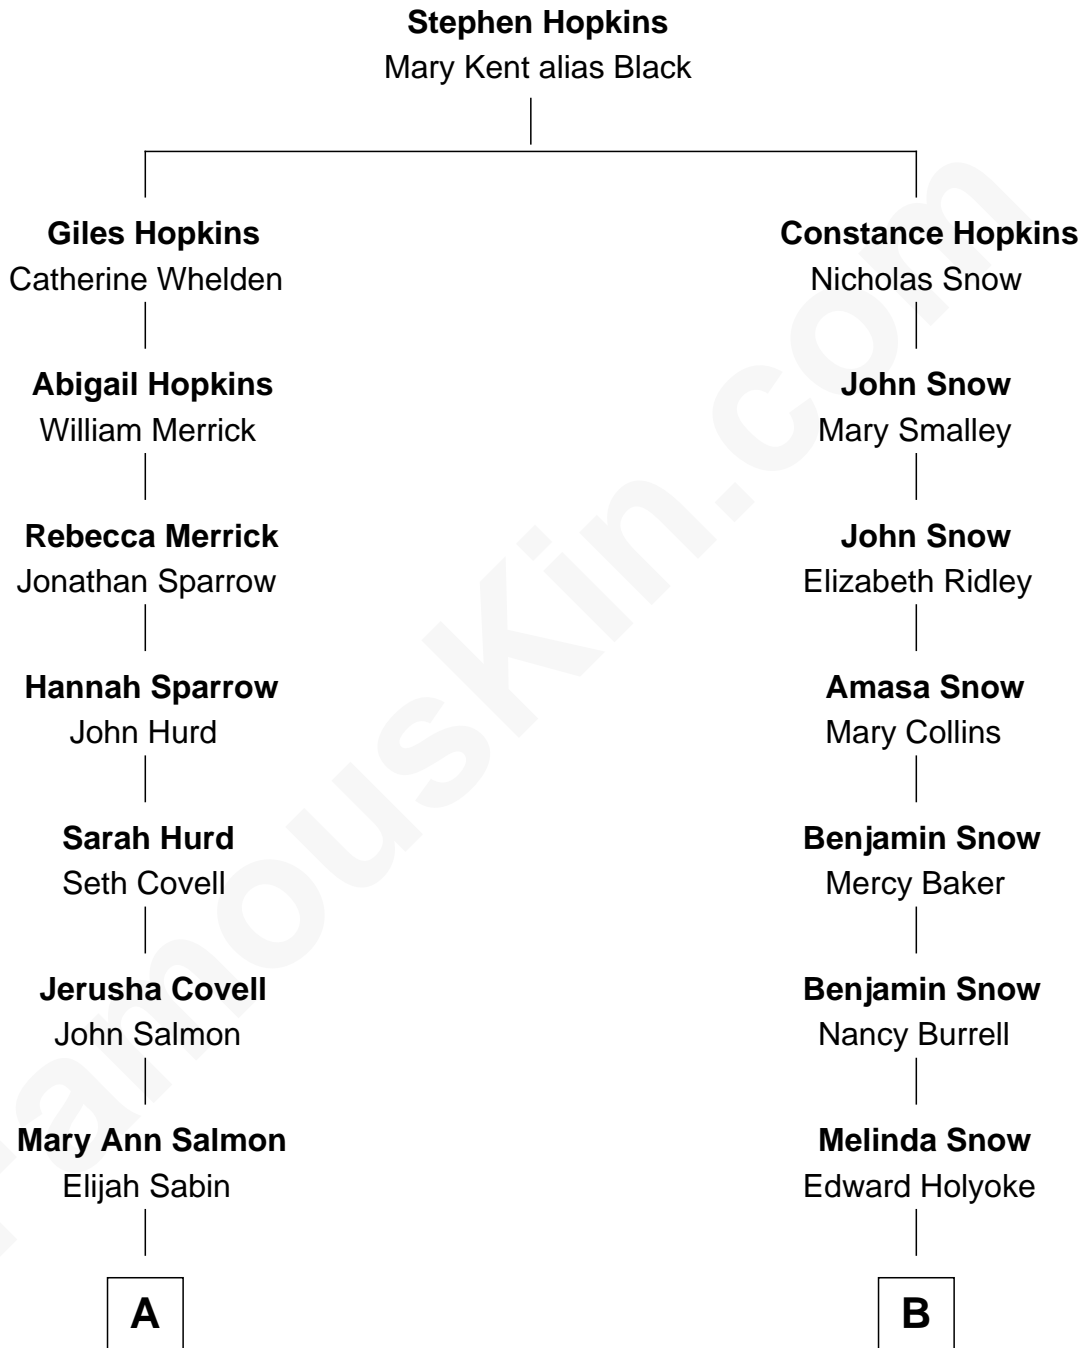 Stephen Hopkins
Mary Kent alias Black
Giles Hopkins
Catherine Whelden
Constance Hopkins
Nicholas Snow
Abigail Hopkins
William Merrick
John Snow
Mary Smalley
Rebecca Merrick
Jonathan Sparrow
John Snow
Elizabeth Ridley
Hannah Sparrow
John Hurd
Amasa Snow
Mary Collins
Sarah Hurd
Seth Covell
Benjamin Snow
Mercy Baker
Jerusha Covell
John Salmon
Benjamin Snow
Nancy Burrell
Mary Ann Salmon
Elijah Sabin
Melinda Snow
Edward Holyoke
A
B
FamousKin.com